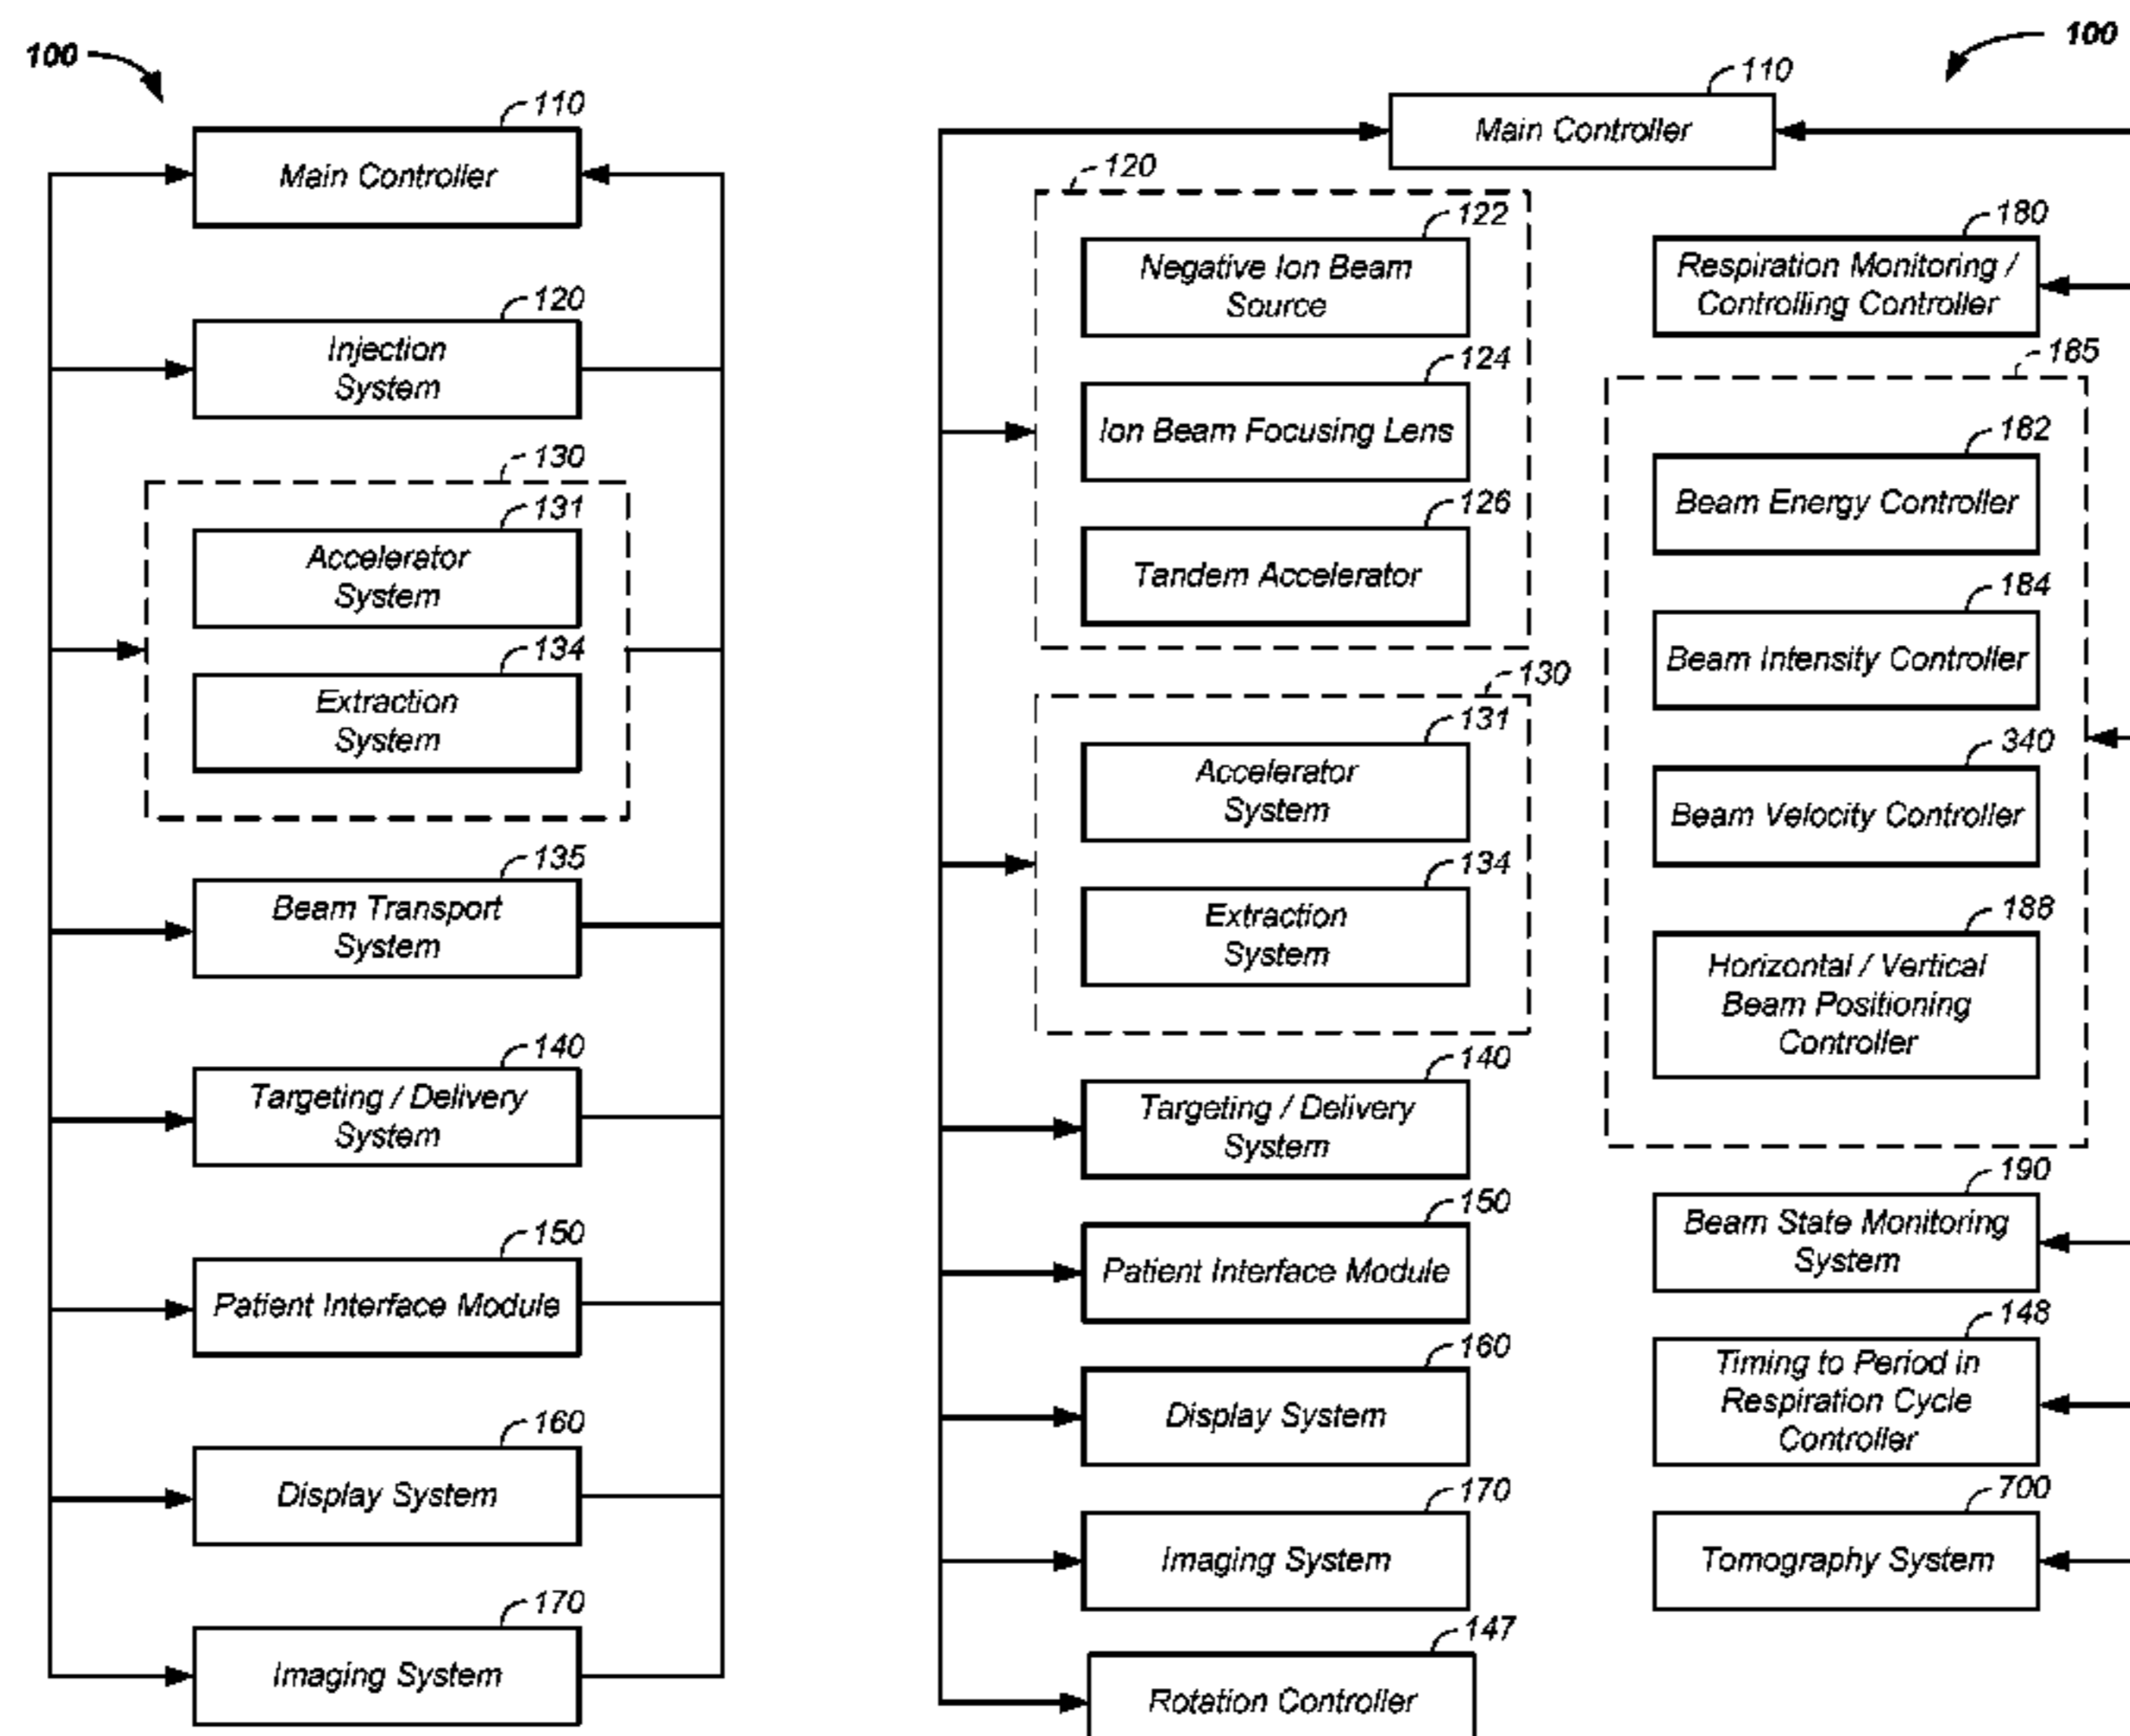 100
110
Main Controller
120
Injection
System
130
131
Accelerator
System
134
Extraction
System
135
Beam Transport
System
140
Targeting / Delivery
System
150
Patient Interface Module
160
Display System
170
Imaging System
100
110
Main Controller
120
122
Negative Ion Beam
Source
124
Ion Beam Focusing Lens
126
Tandem Accelerator
130
131
Accelerator
System
134
Extraction
System
140
Targeting / Delivery
System
150
Patient Interface Module
160
Display System
170
Imaging System
147
Rotation Controller
180
Respiration Monitoring /
Controlling Controller
185
182
Beam Energy Controller
184
Beam Intensity Controller
340
Beam Velocity Controller
188
Horizontal / Vertical
Beam Positioning
Controller
190
Beam State Monitoring
System
148
Timing to Period in
Respiration Cycle
Controller
700
Tomography System